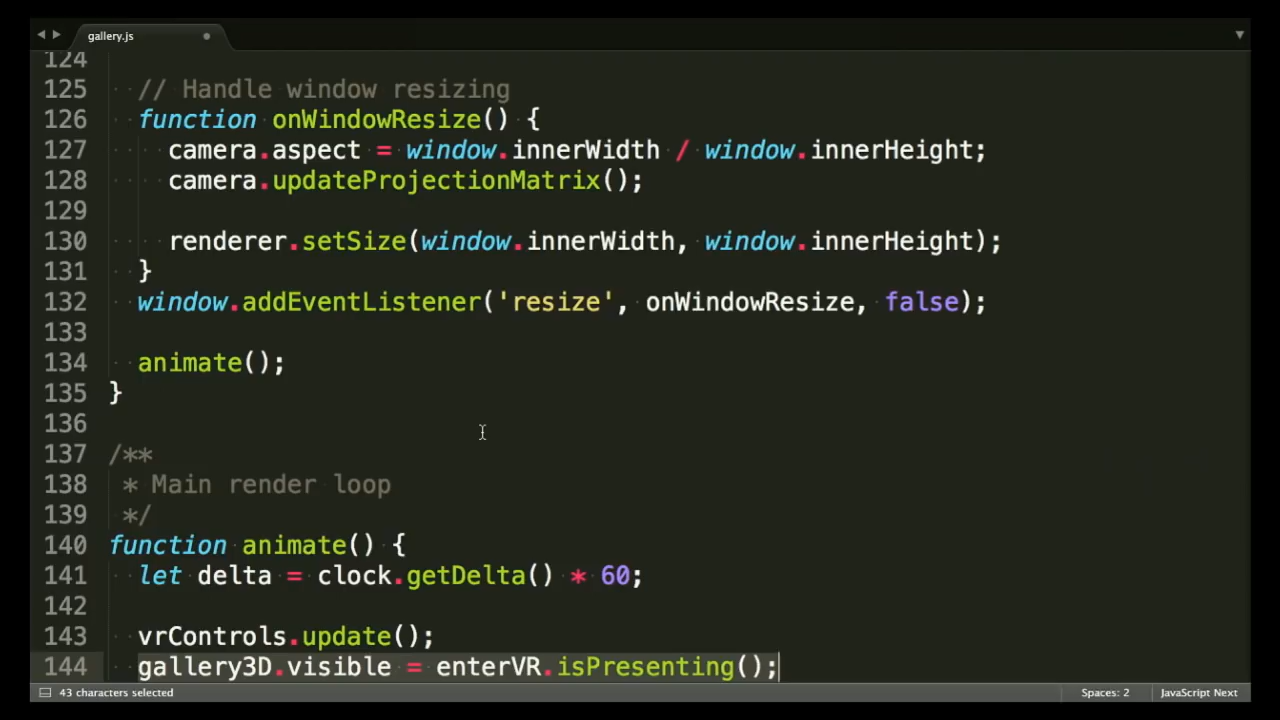 gallery.js
124
125 // Handle window resizing
126 function onWindowResize() {
127 camera.aspect = window.innerWidth / window.innerHeight;
128 camera.updateProjectionMatrix();
129
130 renderer.setSize(window.innerWidth, window.innerHeight);
131 }
132 window.addEventListener('resize', onWindowResize, false);
133
134 animate();
135 }
136
137 /**
138 * Main render loop
139 */
140 function animate() {
141 let delta = clock.getDelta() * 60;
142
143 vrControls.update();
144 gallery3D.visible = enterVR.isPresenting();
43 characters selected
Spaces: 2
JavaScript Next